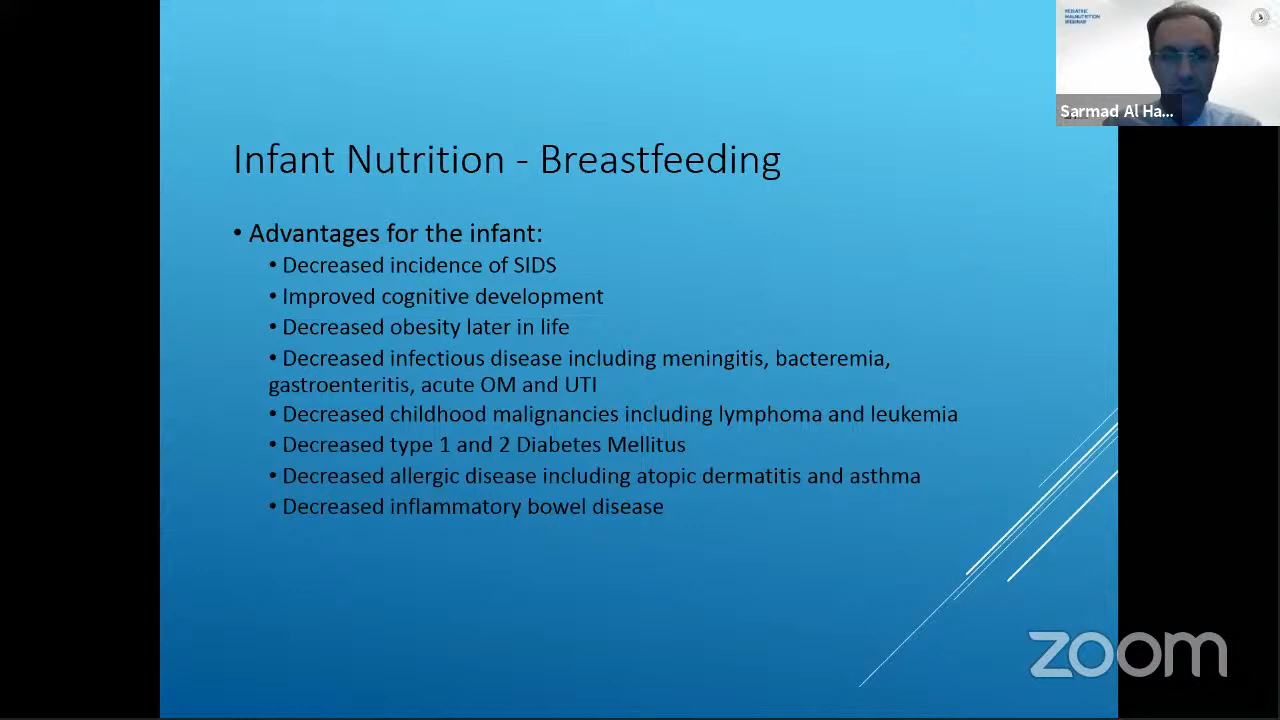 PEDIATRIC
MALNUTRITION
WEBINAR
Sarmad Al Ha...
Infant Nutrition - Breastfeeding
• Advantages for the infant:
• Decreased incidence of SIDS
• Improved cognitive development
• Decreased obesity later in life
• Decreased infectious disease including meningitis, bacteremia,
gastroenteritis, acute OM and UTI
• Decreased childhood malignancies including lymphoma and leukemia
• Decreased type 1 and 2 Diabetes Mellitus
• Decreased allergic disease including atopic dermatitis and asthma
• Decreased inflammatory bowel disease
zoom